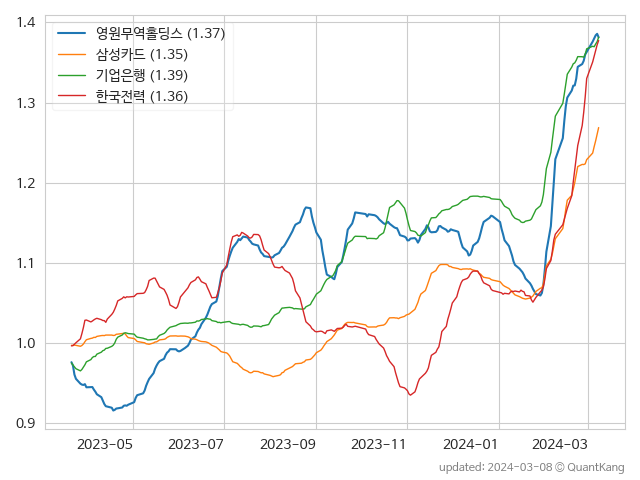 1.4
1.3
1.2
1.1
1.0
0.9
영원무역홀딩스 (1.37)
삼성카드 (1.35)
기업은행 (1.39)
한국전력 (1.36)
2023-05 2023-07 2023-09 2023-11 2024-01 2024-03
updated: 2024-03-08 © QuantKang